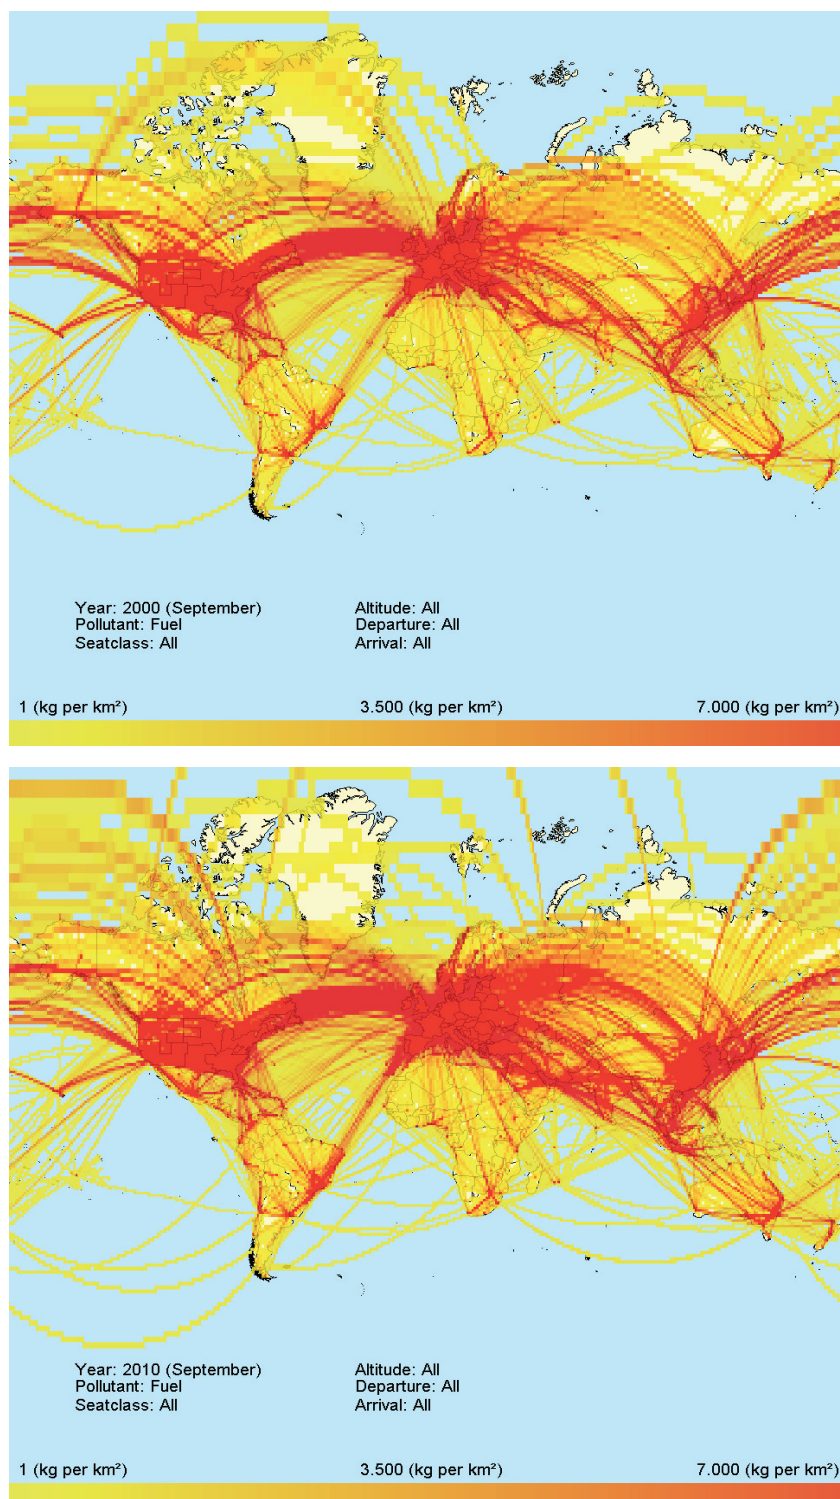 Year: 2000 (September) Altitude: All
Pollutant: Fuel Departure: All
Seatclass: All Arrival: All
1 (kg per km²) 3.500 (kg per km²) 7.000 (kg per km²)
Year: 2010 (September) Altitude: All
Pollutant: Fuel Departure: All
Seatclass: All Arrival: All
1 (kg per km²) 3.500 (kg per km²) 7.000 (kg per km²)